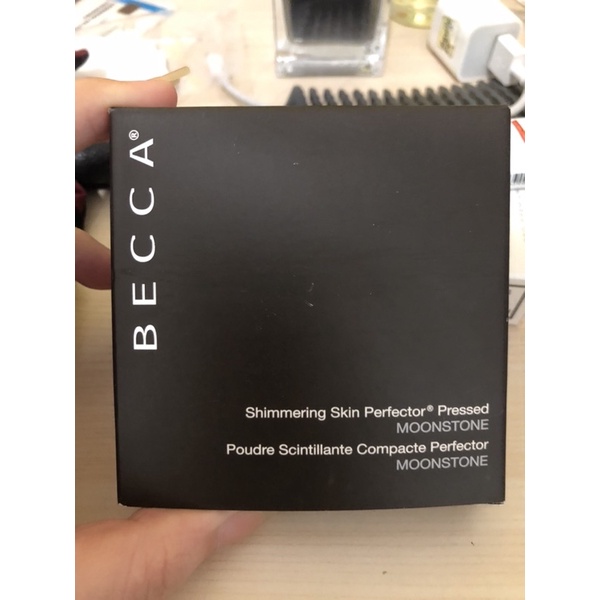 BECCA®
Shimmering Skin Perfector® Pressed
MOONSTONE
Poudre Scintillante Compacte Perfector
MOONSTONE